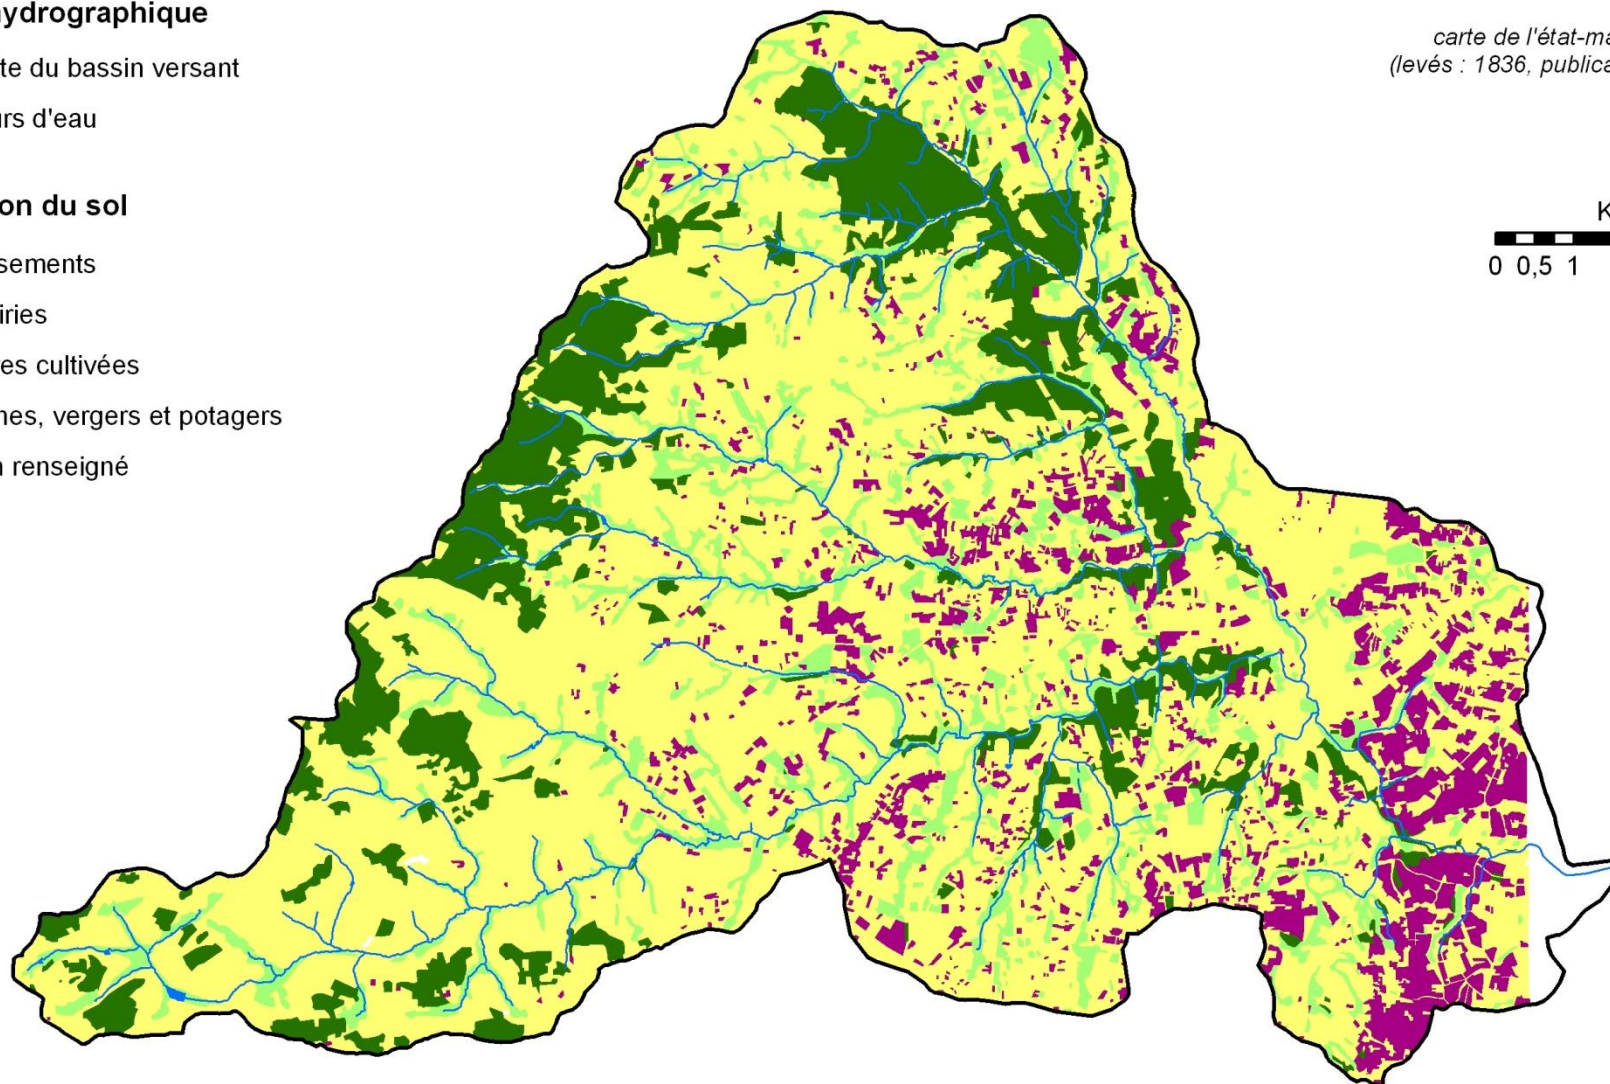 hydrographique
te du bassin versant
rs d'eau
on du sol
sements
iries
es cultivées
nes, vergers et potagers
n renseigné
carte de l'état-ma
(levés : 1836, publica
K
0 0,5 1